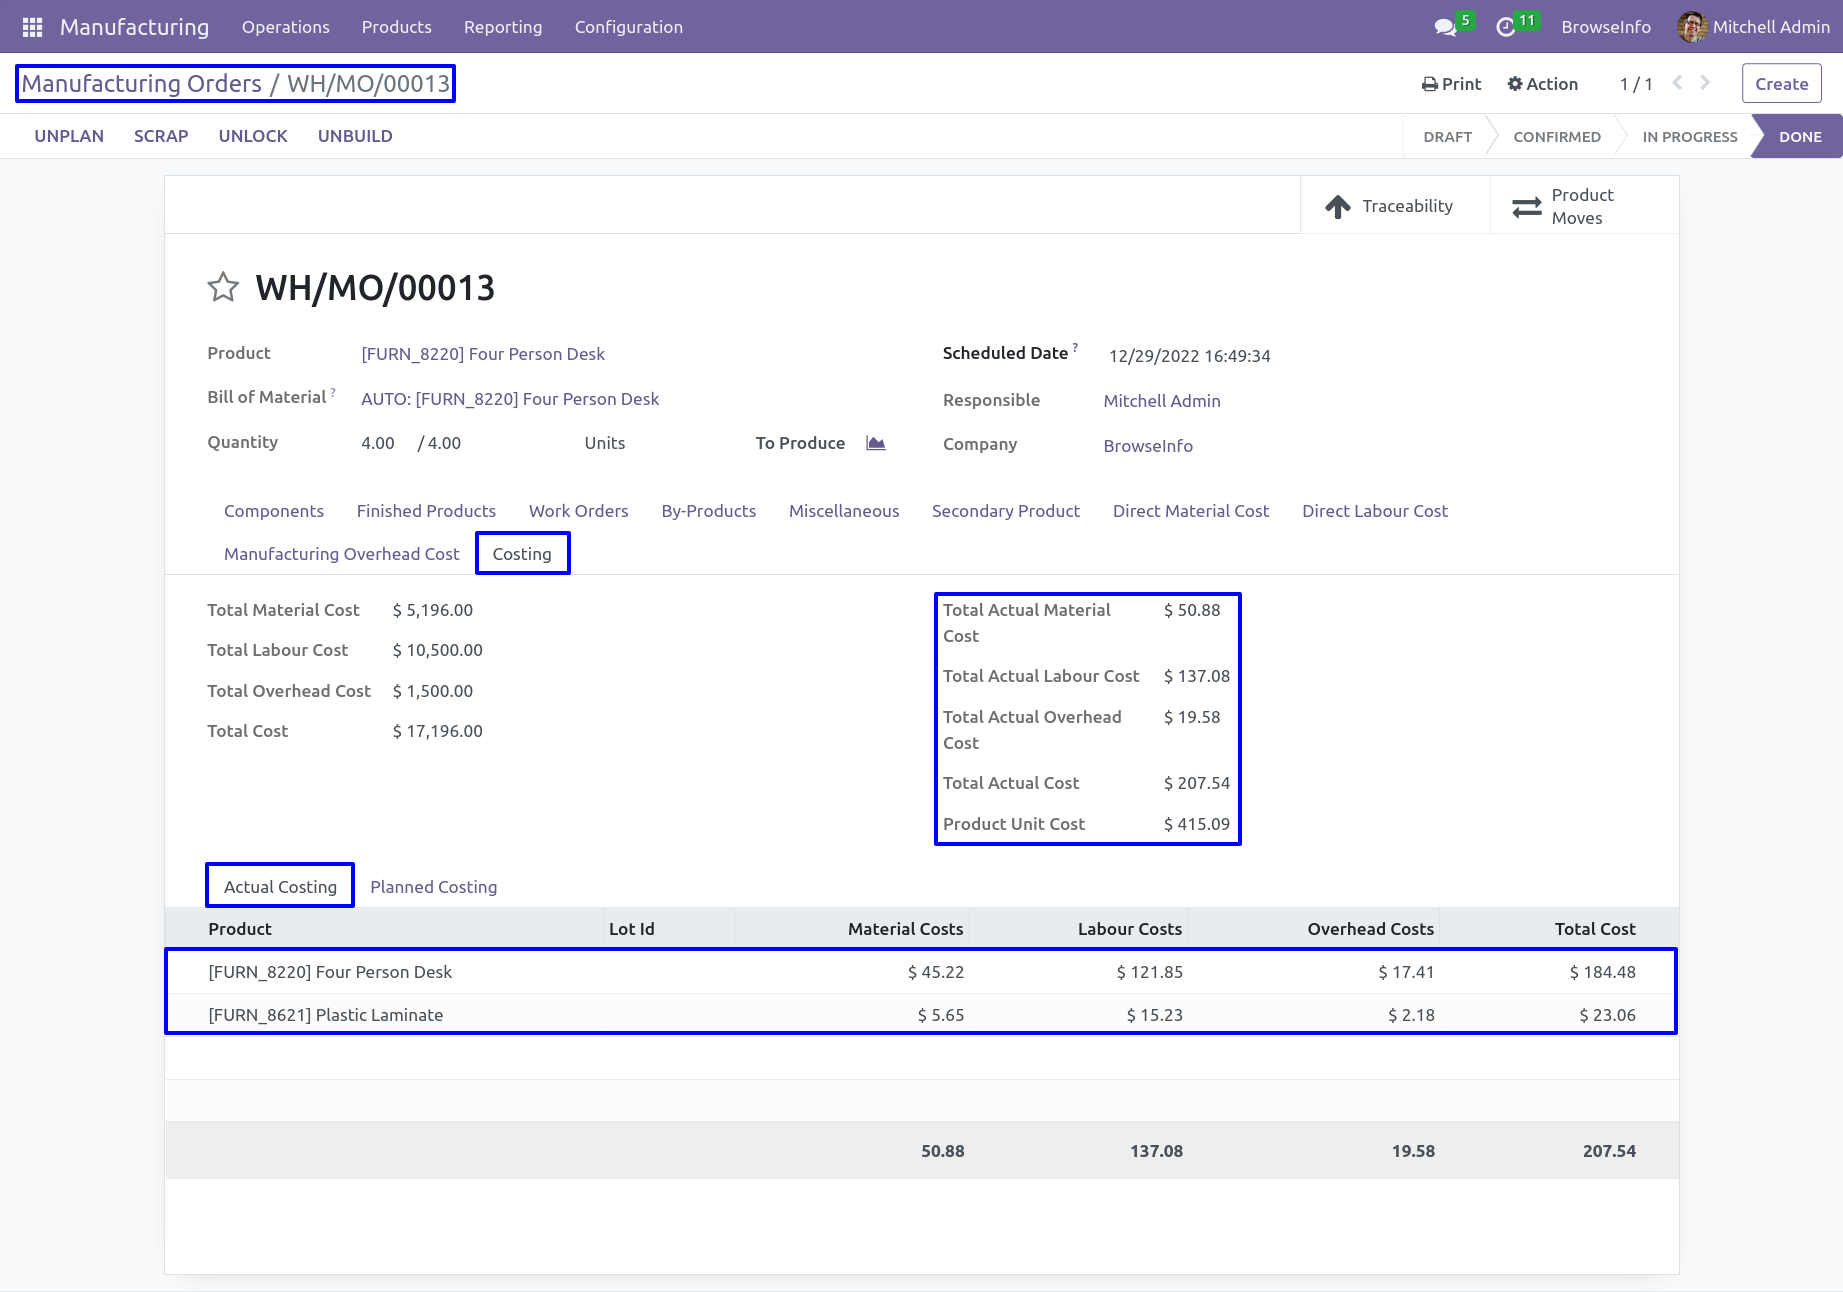 Manufacturing Operations Products Reporting Configuration 5 11 BrowseInfo Mitchell Admin
Manufacturing Orders / WH/MO/00013 Print Action 1 / 1 Create
UNPLAN SCRAP UNLOCK UNBUILD DRAFT CONFIRMED IN PROGRESS DONE
Traceability Product
Moves
WH/MO/00013
Product [FURN_8220] Four Person Desk Scheduled Date ? 12/29/2022 16:49:34
Bill of Material ? AUTO: [FURN_8220] Four Person Desk Responsible Mitchell Admin
Quantity 4.00 / 4.00 Units To Produce Company BrowseInfo
Components Finished Products Work Orders By-Products Miscellaneous Secondary Product Direct Material Cost Direct Labour Cost
Manufacturing Overhead Cost Costing
Total Material Cost $ 5,196.00
Total Labour Cost $ 10,500.00
Total Overhead Cost $ 1,500.00
Total Cost $ 17,196.00
Total Actual Material $ 50.88
Cost
Total Actual Labour Cost $ 137.08
Total Actual Overhead $ 19.58
Cost
Total Actual Cost $ 207.54
Product Unit Cost $ 415.09
Actual Costing Planned Costing
Product Lot Id Material Costs Labour Costs Overhead Costs Total Cost
[FURN_8220] Four Person Desk $ 45.22 $ 121.85 $ 17.41 $ 184.48
[FURN_8621] Plastic Laminate $ 5.65 $ 15.23 $ 2.18 $ 23.06
50.88 137.08 19.58 207.54